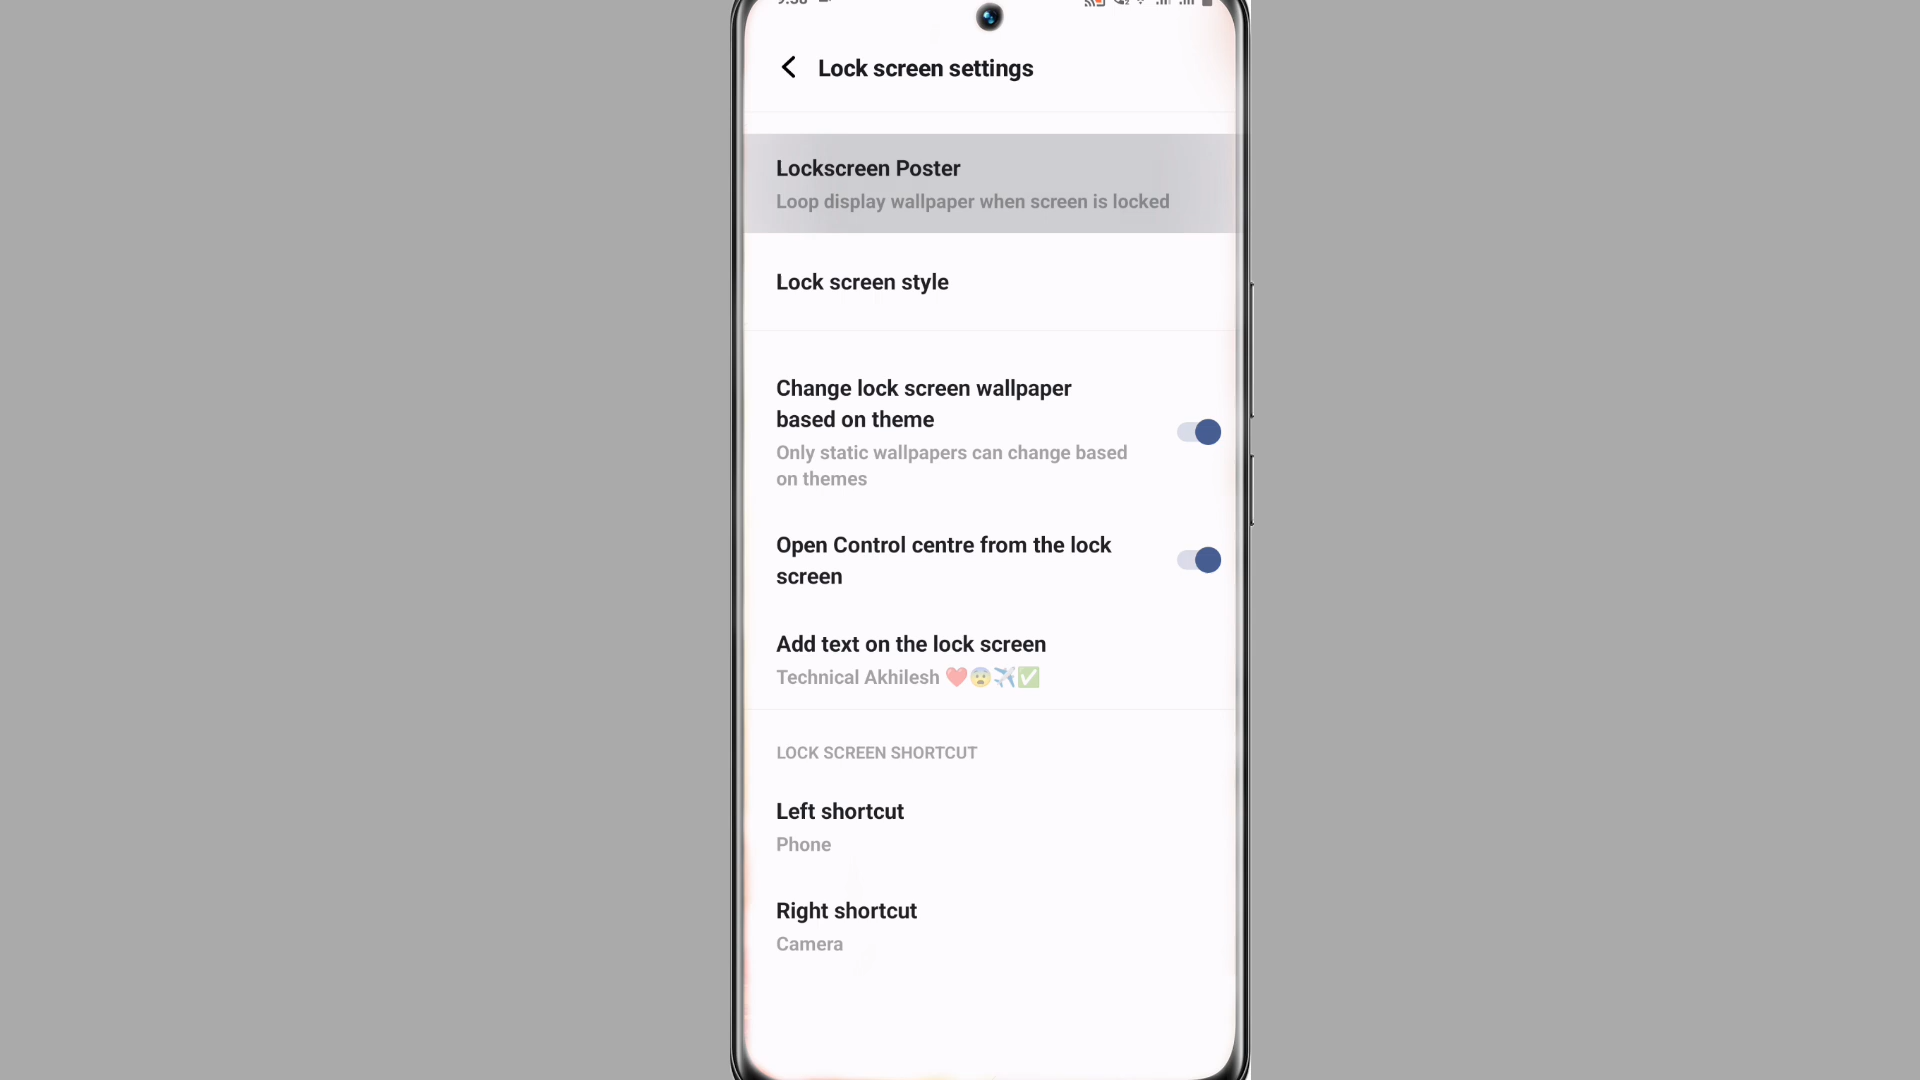 Lock screen settings
Lockscreen Poster
Loop display wallpaper when screen is locked
Lock screen style
Change lock screen wallpaper
based on theme
Only static wallpapers can change based
on themes
Open Control centre from the lock
screen
Add text on the lock screen
Technical Akhilesh ❤️😨✈️✅
LOCK SCREEN SHORTCUT
Left shortcut
Phone
Right shortcut
Camera